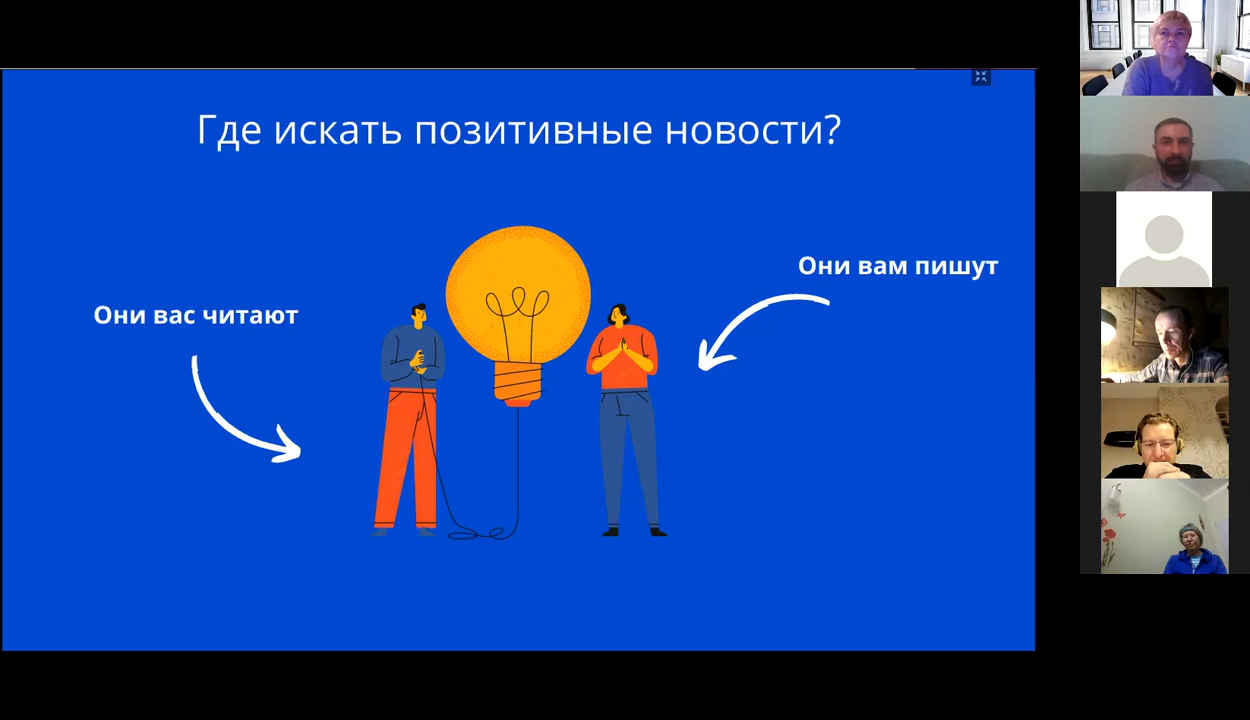 Где искать позитивные новости?
Они вам пишут
Они вас читают